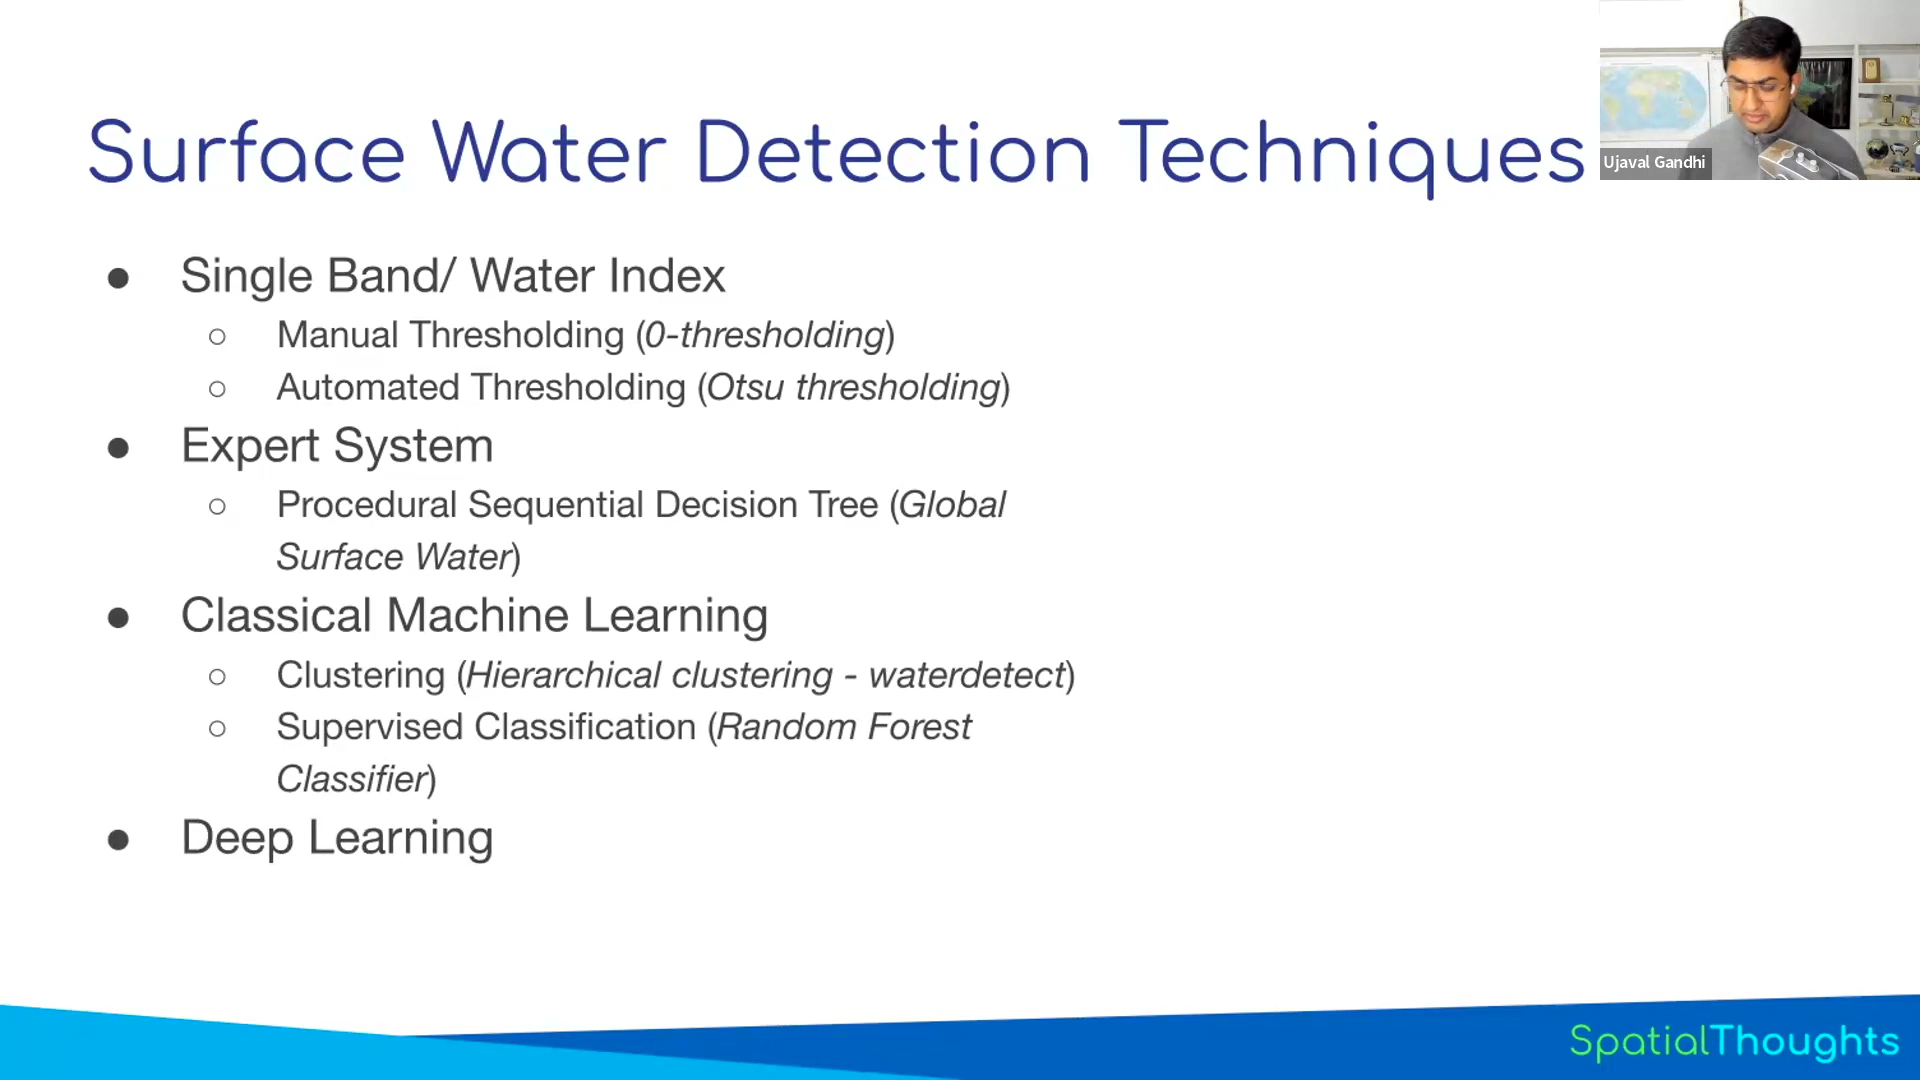 Surface Water Detection Techniques
Ujaval Gandhi
● Single Band/ Water Index
○ Manual Thresholding (0-thresholding)
○ Automated Thresholding (Otsu thresholding)
● Expert System
○ Procedural Sequential Decision Tree (Global
Surface Water)
● Classical Machine Learning
○ Clustering (Hierarchical clustering - waterdetect)
○ Supervised Classification (Random Forest
Classifier)
● Deep Learning
SpatialThoughts